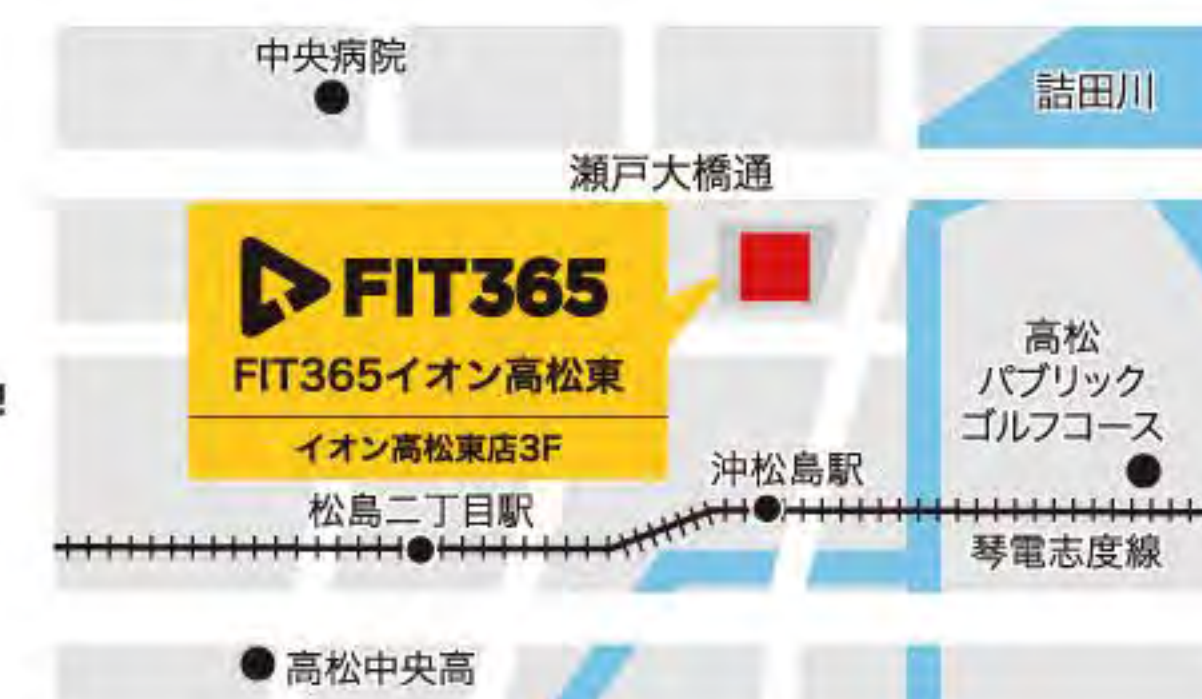 中央病院
詰田川
瀬戸大橋通
FIT365
FIT365イオン高松東
イオン高松東店3F
高松
パブリック
ゴルフコース
沖松島駅
松島二丁目駅
琴電志度線
高松中央高